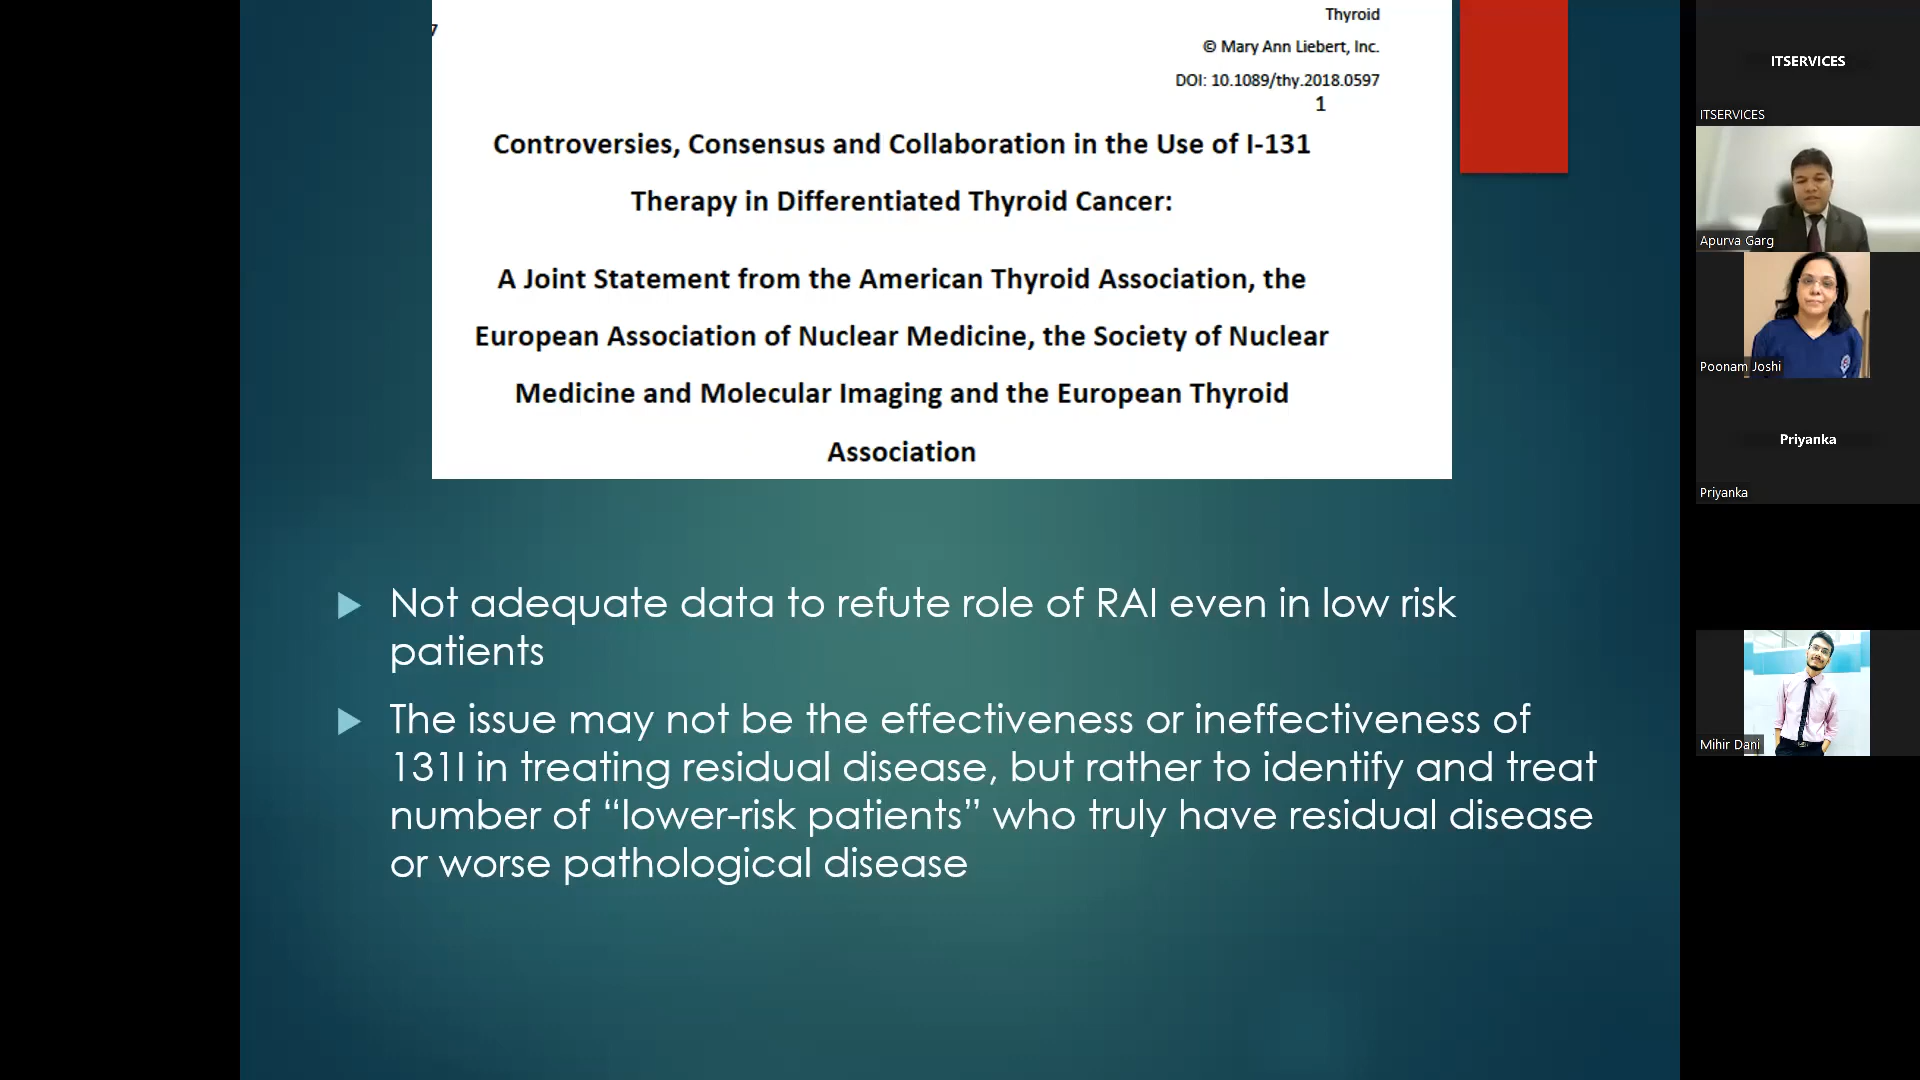 7
Thyroid
© Mary Ann Liebert, Inc.
DOI: 10.1089/thy.2018.0597
1
Controversies, Consensus and Collaboration in the Use of I-131
Therapy in Differentiated Thyroid Cancer:
A Joint Statement from the American Thyroid Association, the
European Association of Nuclear Medicine, the Society of Nuclear
Medicine and Molecular Imaging and the European Thyroid
Association
Not adequate data to refute role of RAI even in low risk
patients
The issue may not be the effectiveness or ineffectiveness of
131I in treating residual disease, but rather to identify and treat
number of “lower-risk patients” who truly have residual disease
or worse pathological disease
ITSERVICES
ITSERVICES
Apurva Garg
Poonam Joshi
Priyanka
Priyanka
Mihir Dani